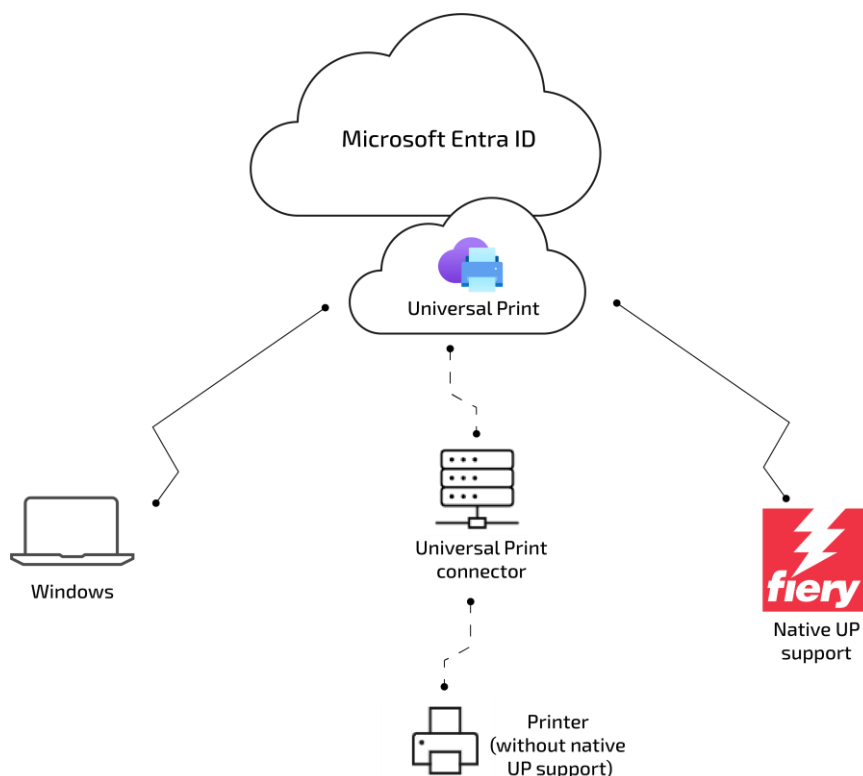 Microsoft Entra ID
Universal Print
Universal Print
connector
Windows
fiery
Native UP
support
Printer
(without native
UP support)